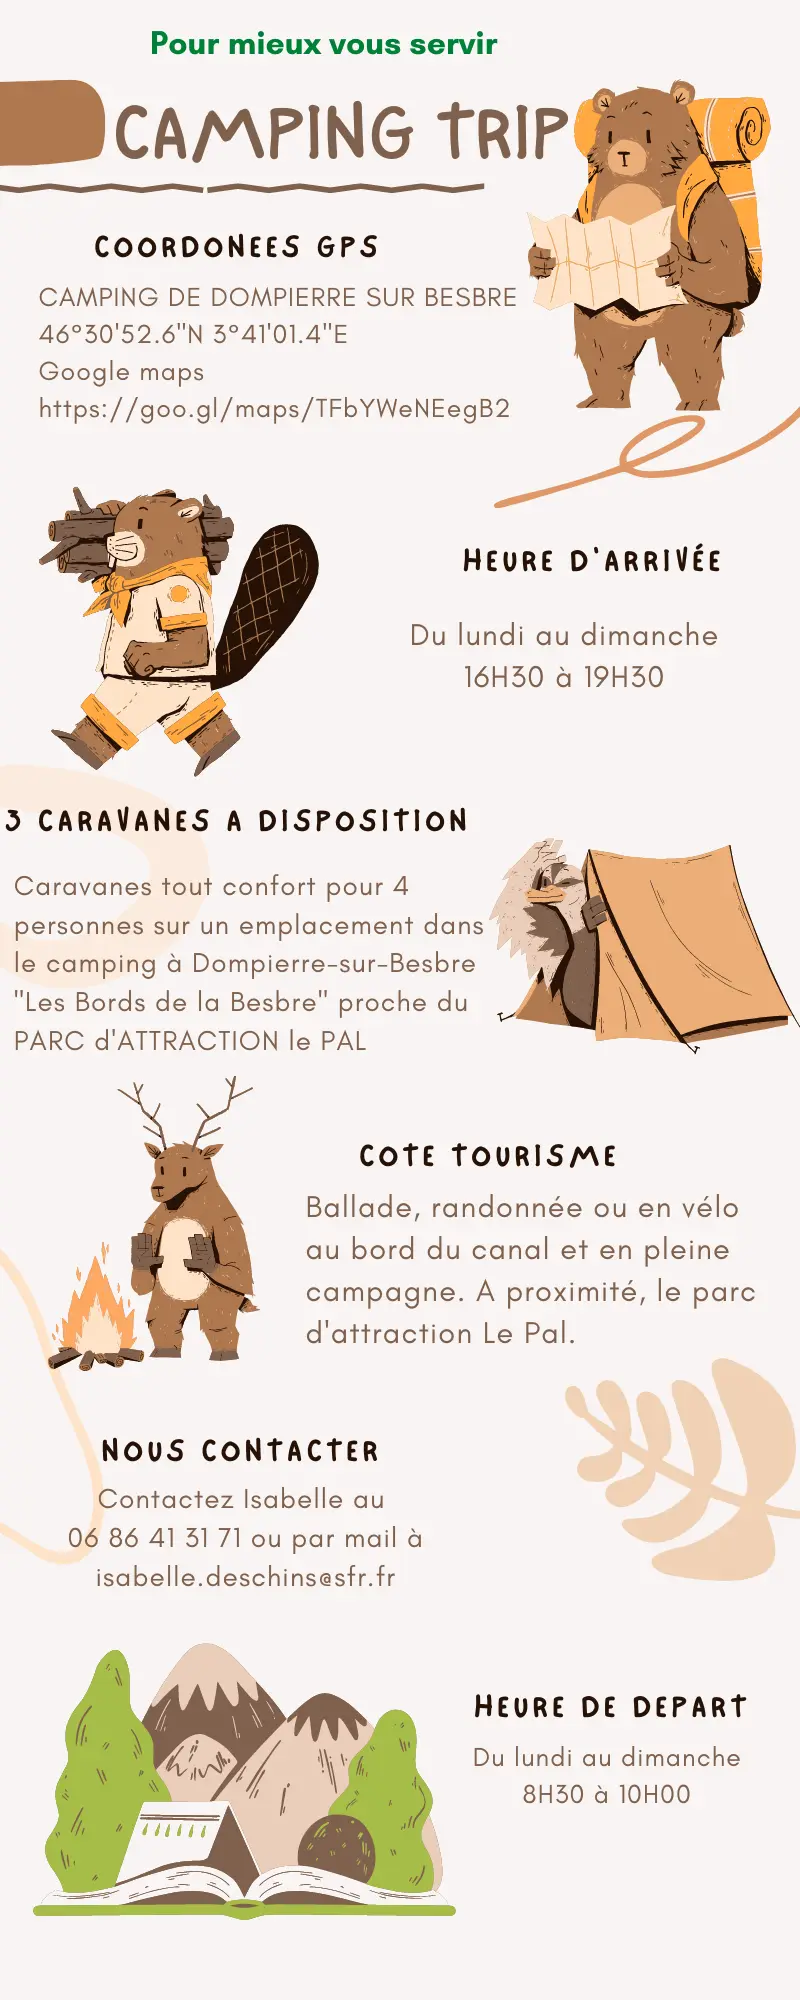 Pour mieux vous servir
CAMPING TRIP
COORDONEES GPS
CAMPING DE DOMPIERRE SUR BESBRE
46°30'52.6"N 3°41'01.4"E
Google maps
https://goo.gl/maps/TFbYWeNEegB2
HEURE D'ARRIVÉE
Du lundi au dimanche
16H30 à 19H30
3 CARAVANES A DISPOSITION
Caravanes tout confort pour 4
personnes sur un emplacement dans
le camping à Dompierre-sur-Besbre
"Les Bords de la Besbre" proche du
PARC d'ATTRACTION le PAL
COTE TOURISME
Ballade, randonnée ou en vélo
au bord du canal et en pleine
campagne. A proximité, le parc
d'attraction Le Pal.
NOUS CONTACTER
Contactez Isabelle au
06 86 41 31 71 ou par mail à
isabelle.deschins@sfr.fr
HEURE DE DEPART
Du lundi au dimanche
8H30 à 10H00